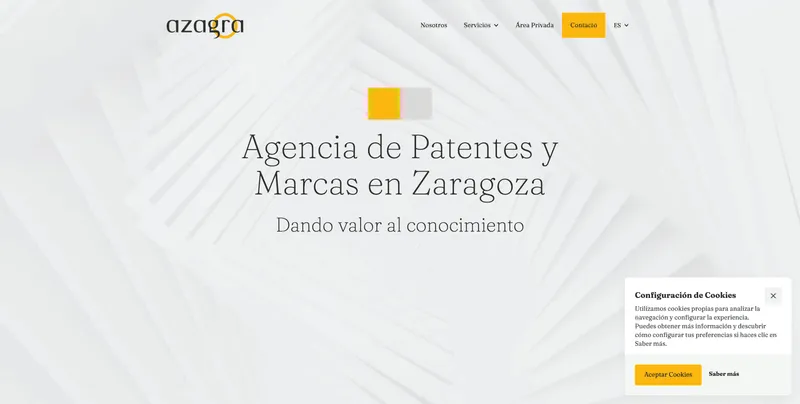 azagra
Nosotros
Servicios
Área Privada
Contacto
ES
Agencia de Patentes y
Marcas en Zaragoza
Dando valor al conocimiento
Configuración de Cookies
Utilizamos cookies propias para analizar la
navegación y configurar la experiencia.
Puedes obtener más información y descubrir
cómo configurar tus preferencias si haces clic en
Saber más.
Aceptar Cookies
Saber más